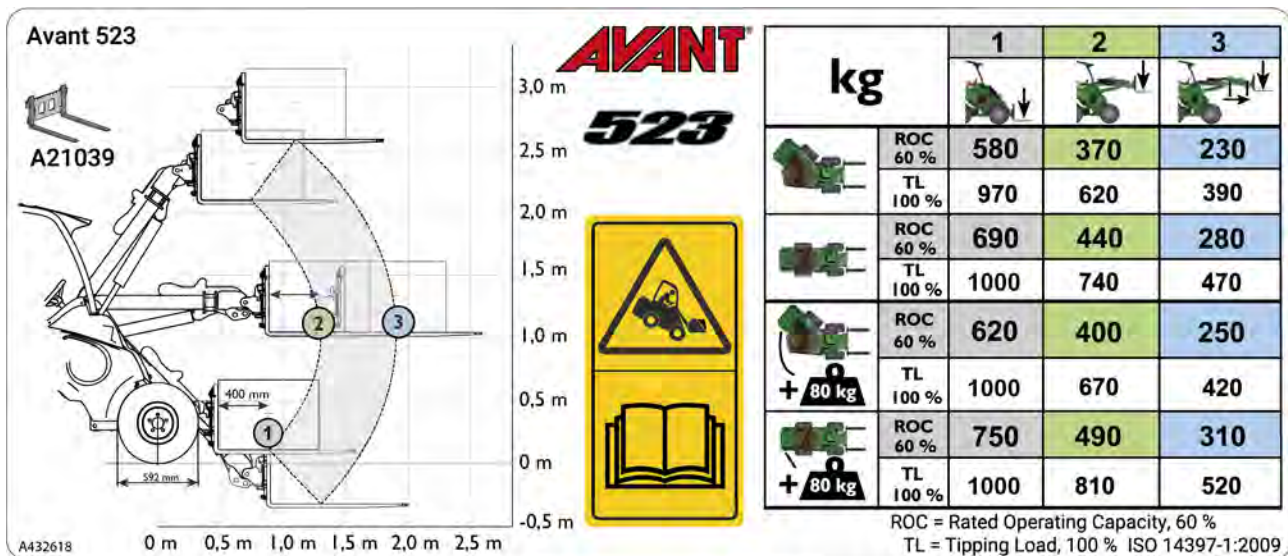 Avant 523
A21039
3,0 m
2,5 m
2,0 m
1,5 m
1,0 m
0,5 m
0 m
-0,5 m
2
3
400 mm
1
592 mm
A432618
0 m 0,5 m 1,0 m 1,5 m 2,0 m 2,5 m
AVANT
523
kg 1 2 3
ROC 60 % 580 370 230
TL 100 % 970 620 390
ROC 60 % 690 440 280
TL 100 % 1000 740 470
ROC 60 % 620 400 250
+ 80 kg TL 100 % 1000 670 420
ROC 60 % 750 490 310
+ 80 kg TL 100 % 1000 810 520
ROC = Rated Operating Capacity, 60 %
TL = Tipping Load, 100 % ISO 14397-1:2009